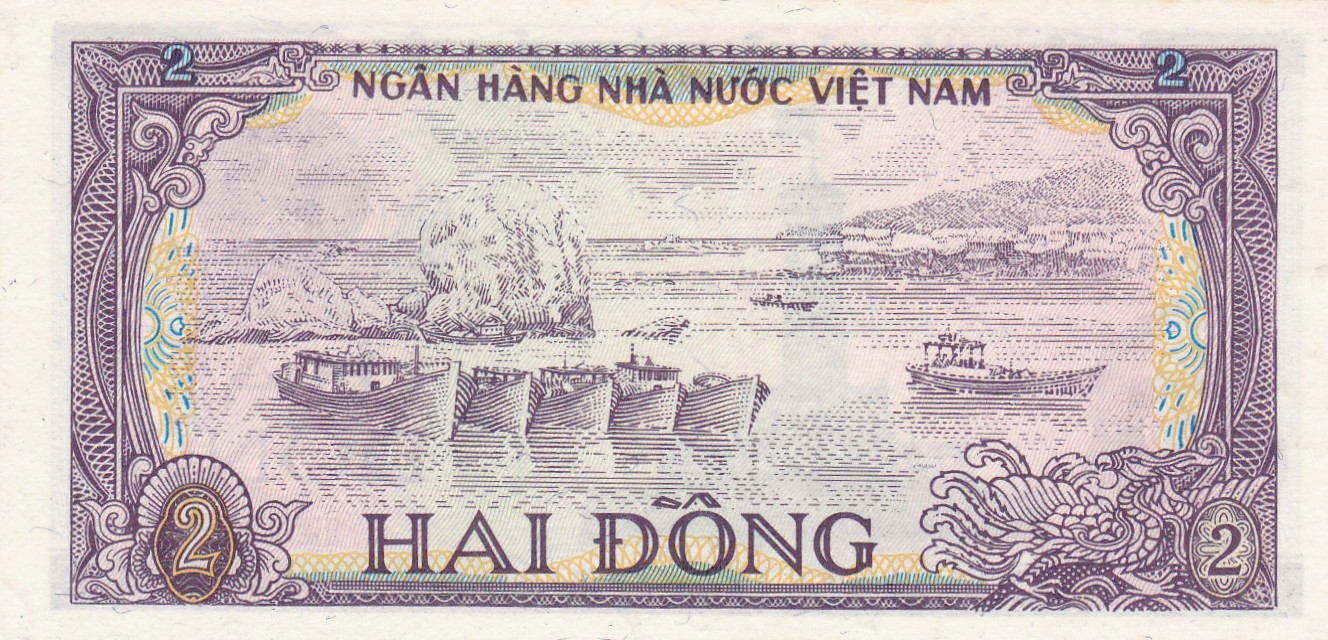 2 2
NGÂN HÀNG NHÀ NƯỚC VIỆT NAM
HAI ĐỒNG
2 2